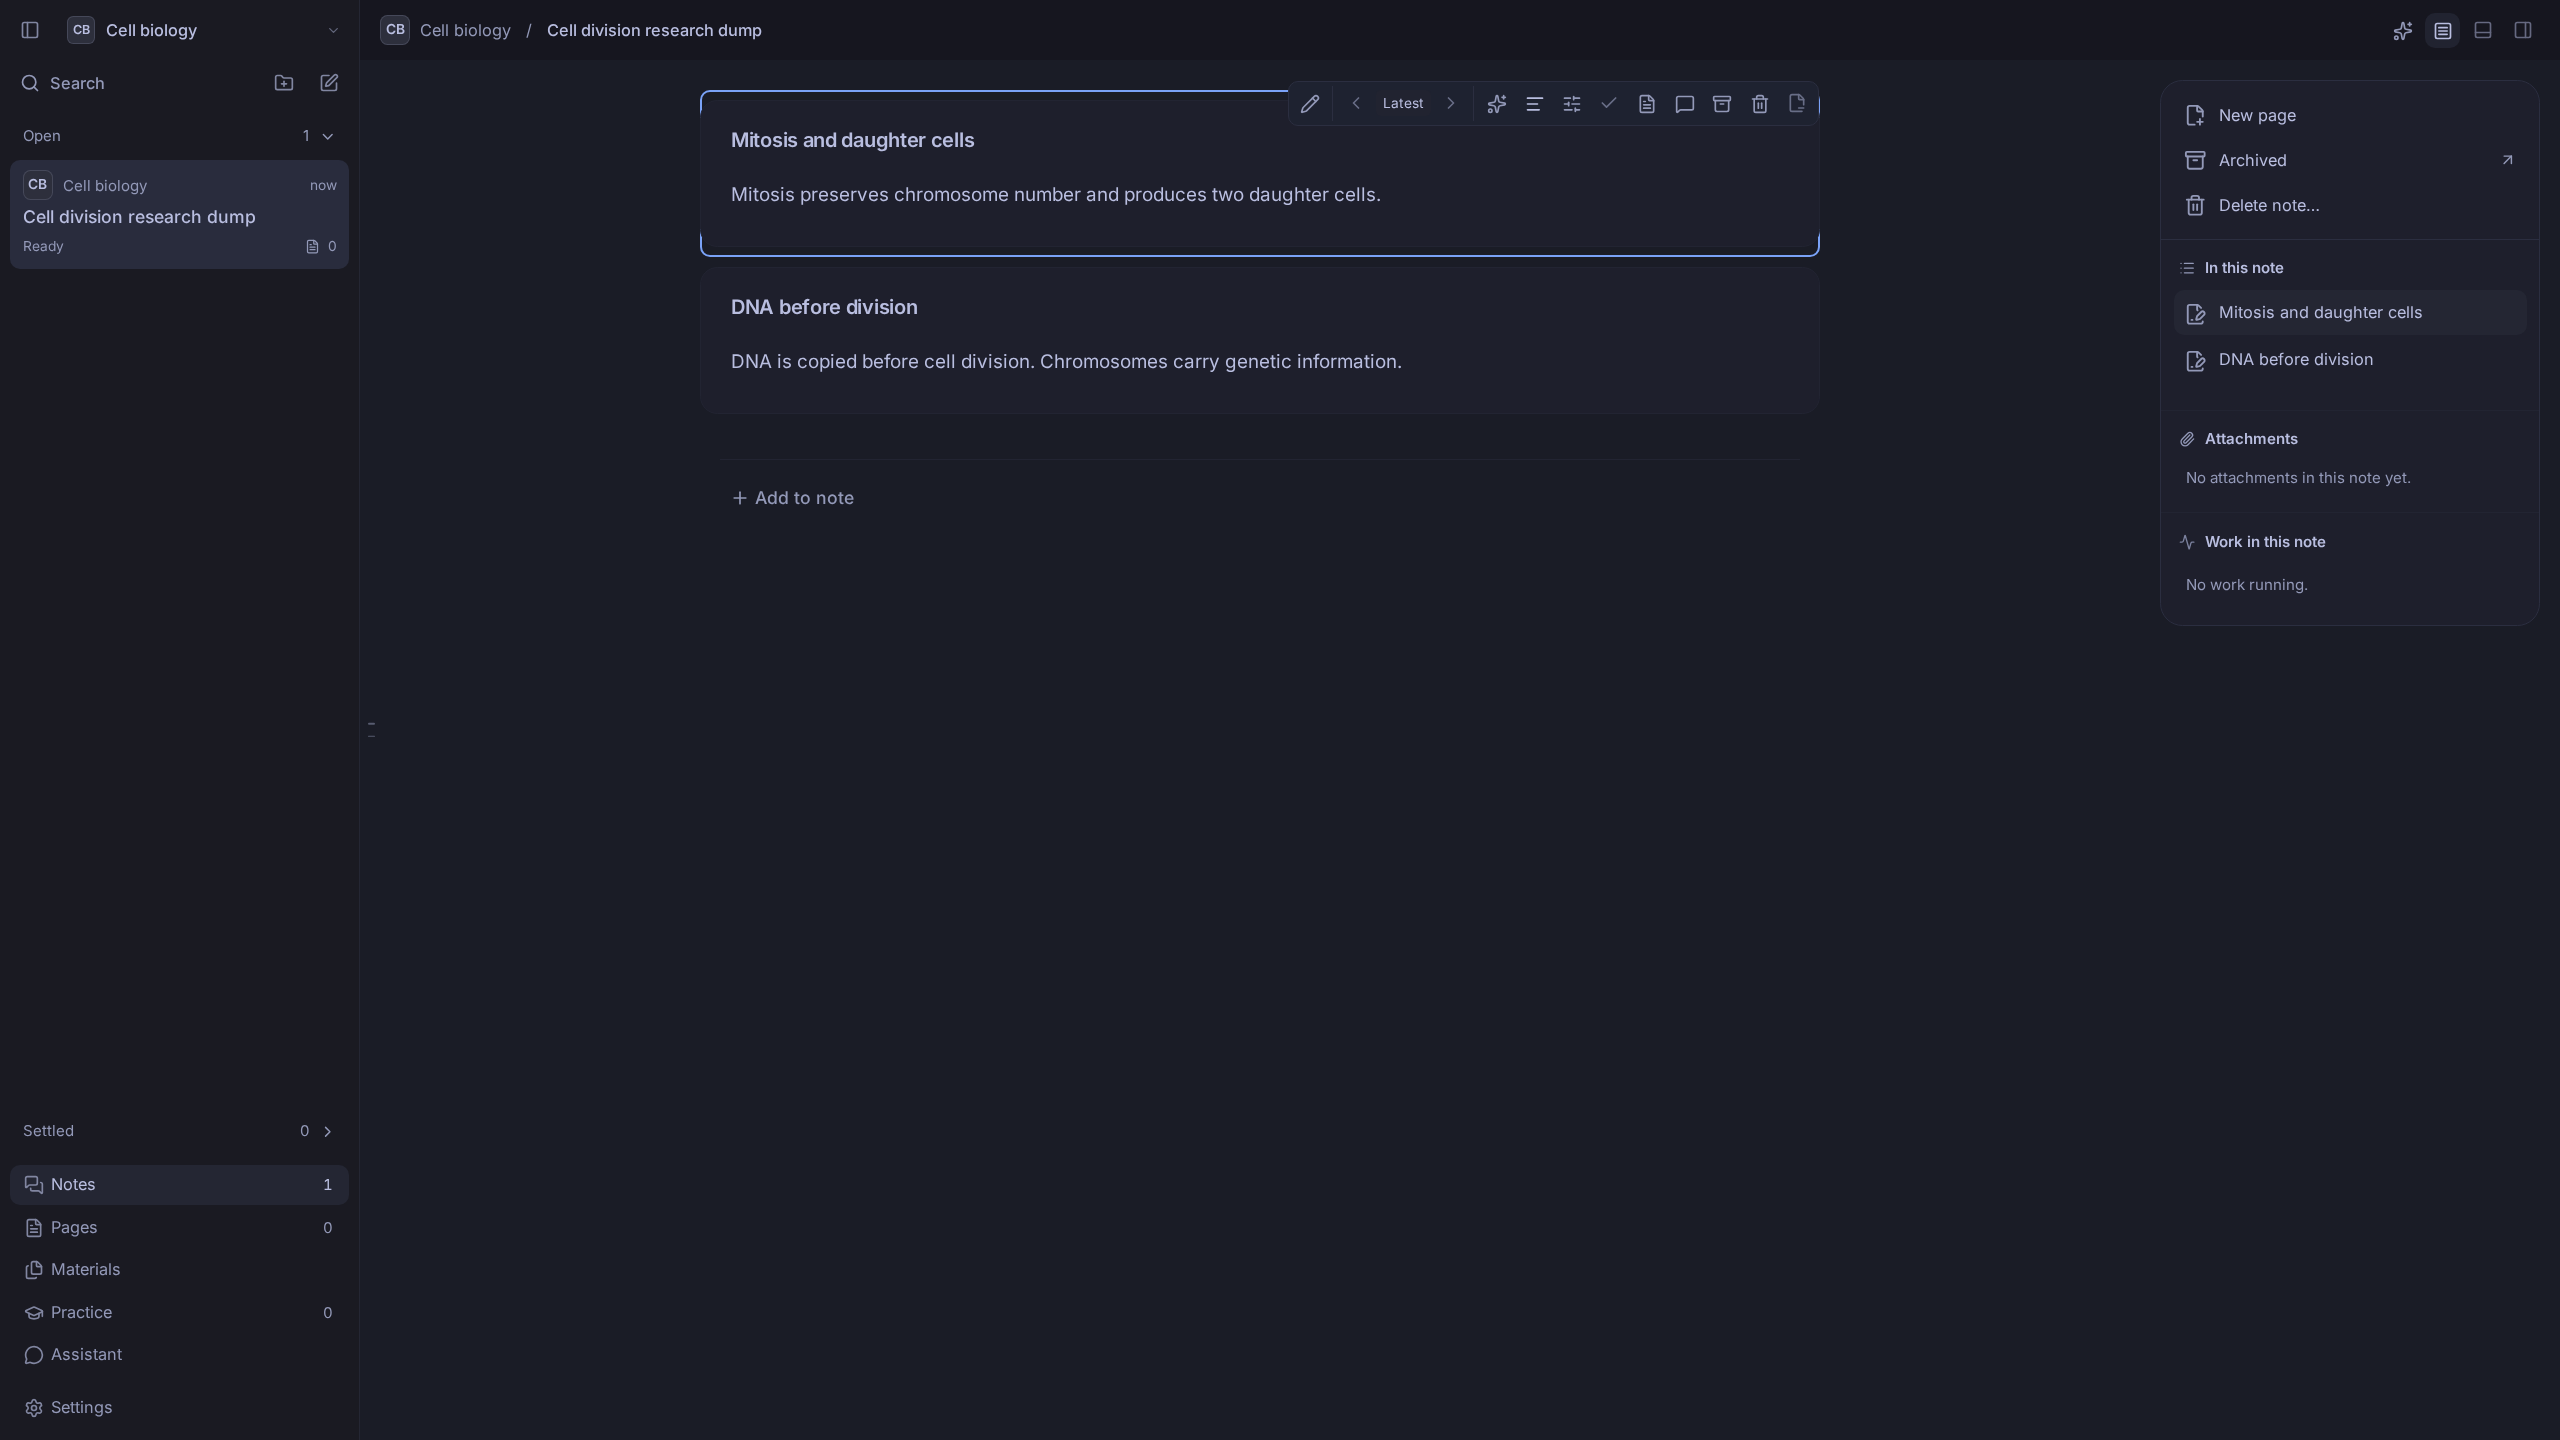 CB Cell biology
Search
Open 1
CB Cell biology now
Cell division research dump
Ready 0
Settled 0
Notes 1
Pages 0
Materials
Practice 0
Assistant
Settings
CB Cell biology / Cell division research dump
Latest
Mitosis and daughter cells
Mitosis preserves chromosome number and produces two daughter cells.
DNA before division
DNA is copied before cell division. Chromosomes carry genetic information.
Add to note
New page
Archived
Delete note...
In this note
Mitosis and daughter cells
DNA before division
Attachments
No attachments in this note yet.
Work in this note
No work running.